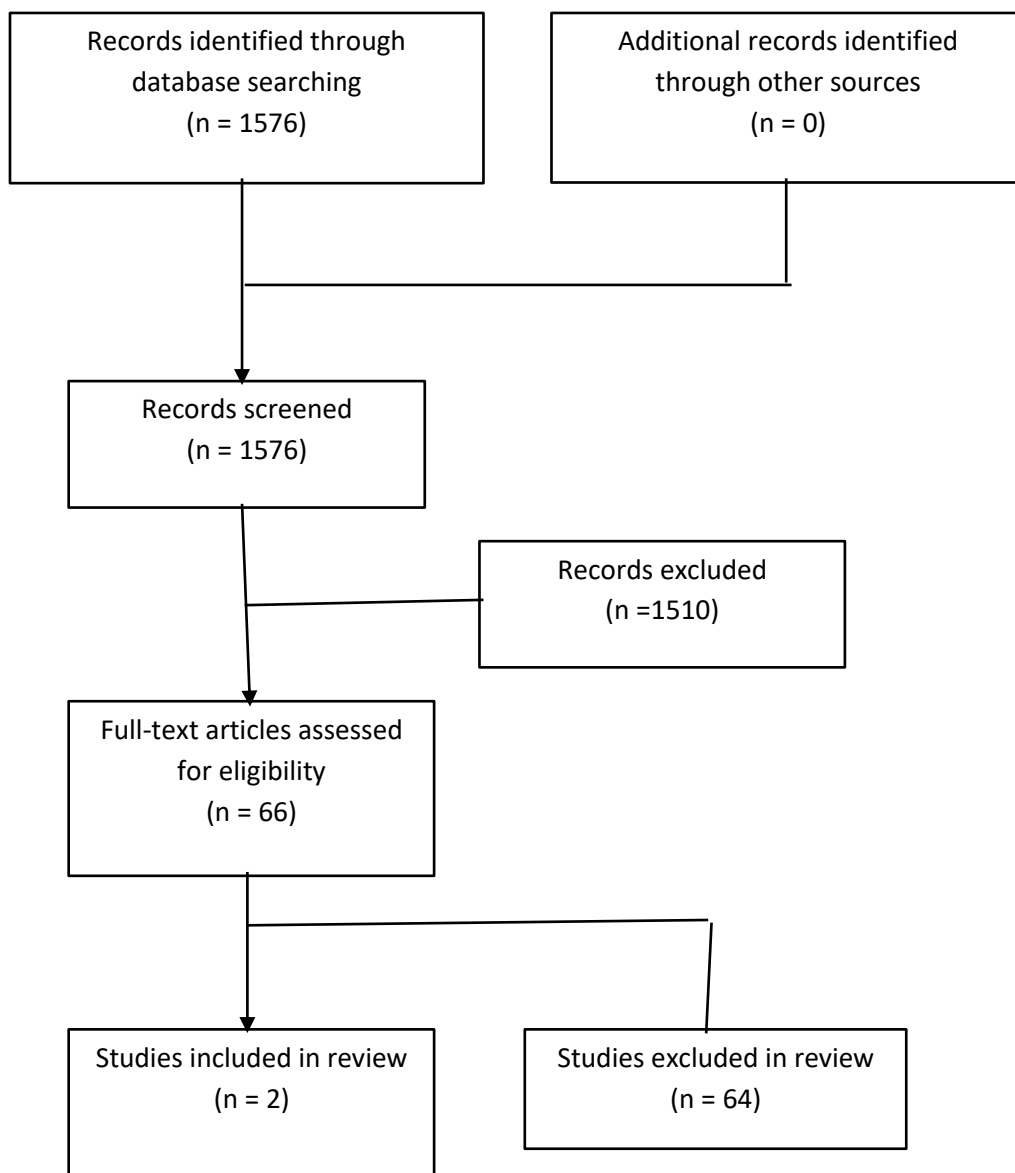 Records identified through
database searching
(n = 1576)
Additional records identified
through other sources
(n = 0)
Records screened
(n = 1576)
Records excluded
(n =1510)
Full-text articles assessed
for eligibility
(n = 66)
Studies included in review
(n = 2)
Studies excluded in review
(n = 64)